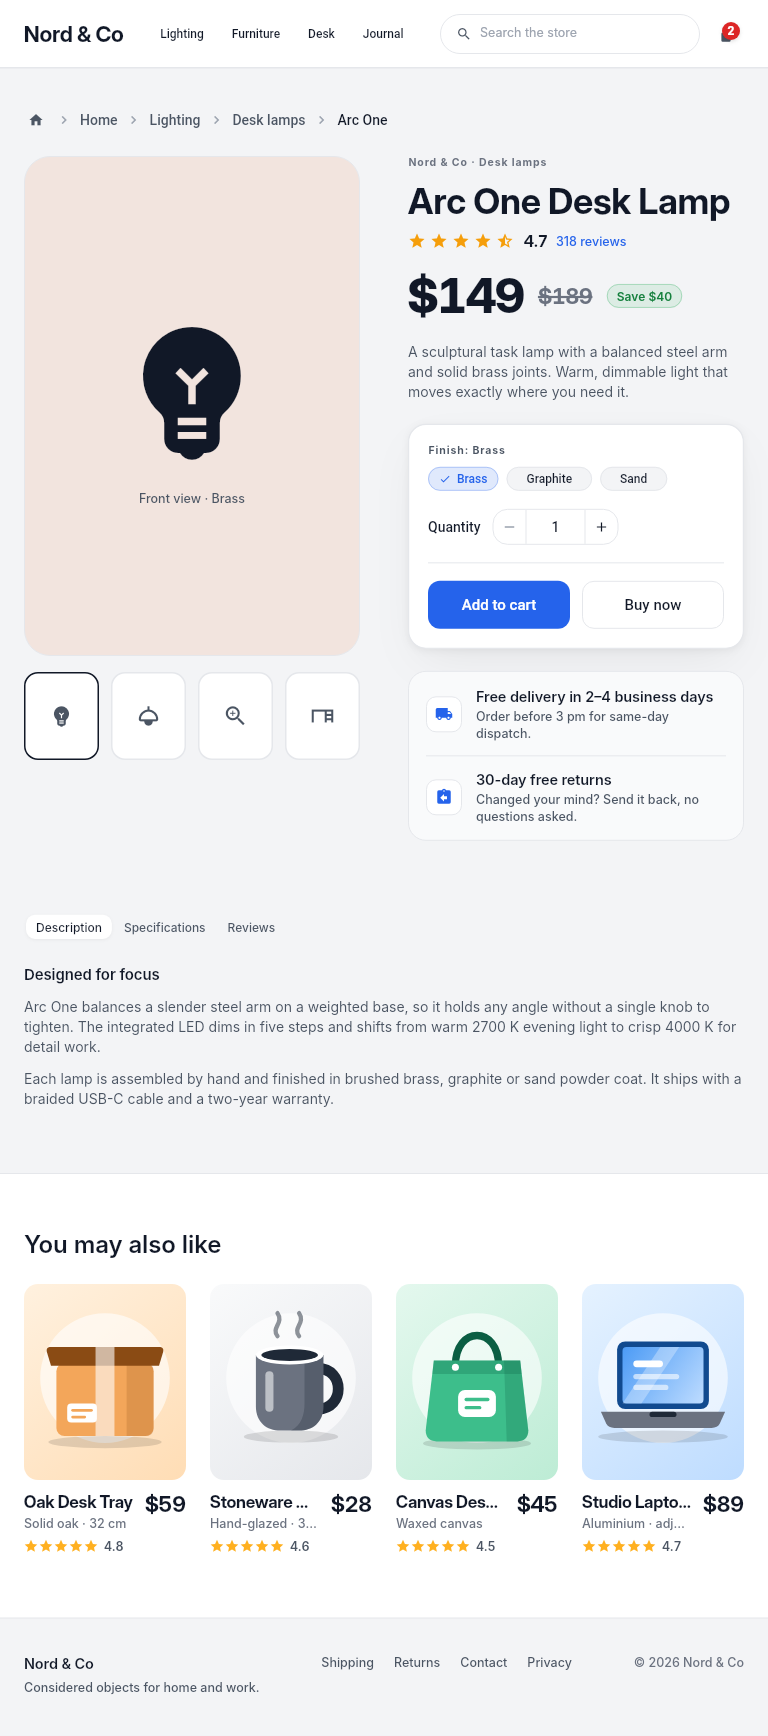 Nord & Co
Lighting Furniture Desk Journal
Search the store
2
Home Lighting Desk lamps Arc One
Front view · Brass
Nord & Co · Desk lamps
Arc One Desk Lamp
4.7 318 reviews
$149 $189 Save $40
A sculptural task lamp with a balanced steel arm
and solid brass joints. Warm, dimmable light that
moves exactly where you need it.
Finish: Brass
Brass Graphite Sand
Quantity 1
Add to cart Buy now
Free delivery in 2–4 business days
Order before 3 pm for same-day
dispatch.
30-day free returns
Changed your mind? Send it back, no
questions asked.
Description Specifications Reviews
Designed for focus
Arc One balances a slender steel arm on a weighted base, so it holds any angle without a single knob to
tighten. The integrated LED dims in five steps and shifts from warm 2700 K evening light to crisp 4000 K for
detail work.
Each lamp is assembled by hand and finished in brushed brass, graphite or sand powder coat. It ships with a
braided USB-C cable and a two-year warranty.
You may also like
Oak Desk Tray $59
Solid oak · 32 cm
4.8
Stoneware ... $28
Hand-glazed · 3...
4.6
Canvas Des... $45
Waxed canvas
4.5
Studio Lapto... $89
Aluminium · adj...
4.7
Nord & Co
Considered objects for home and work.
Shipping Returns Contact Privacy
© 2026 Nord & Co